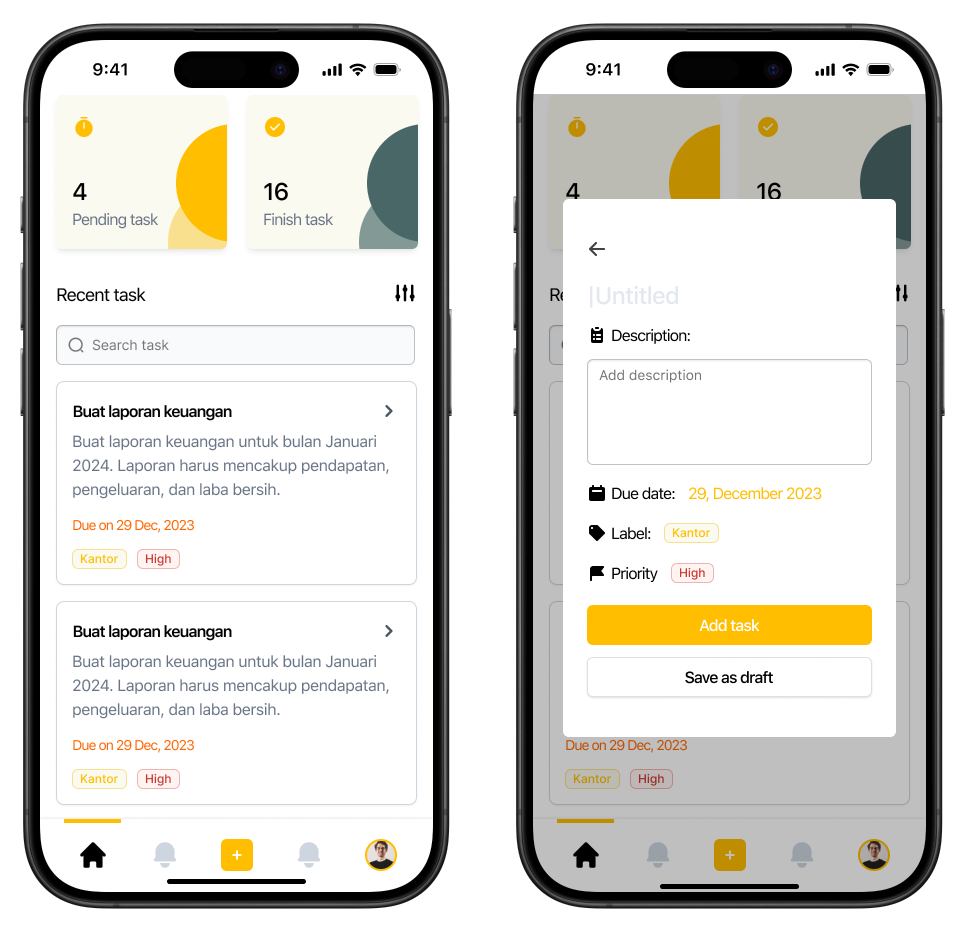 9:41
4
Pending task
16
Finish task
Recent task
Search task
Buat laporan keuangan
Buat laporan keuangan untuk bulan Januari
2024. Laporan harus mencakup pendapatan,
pengeluaran, dan laba bersih.
Due on 29 Dec, 2023
Kantor High
Buat laporan keuangan
Buat laporan keuangan untuk bulan Januari
2024. Laporan harus mencakup pendapatan,
pengeluaran, dan laba bersih.
Due on 29 Dec, 2023
Kantor High
9:41
4
16
Re
|Untitled
Description:
Add description
Due date: 29, December 2023
Label: Kantor
Priority High
Add task
Save as draft
Due on 29 Dec, 2023
Kantor High